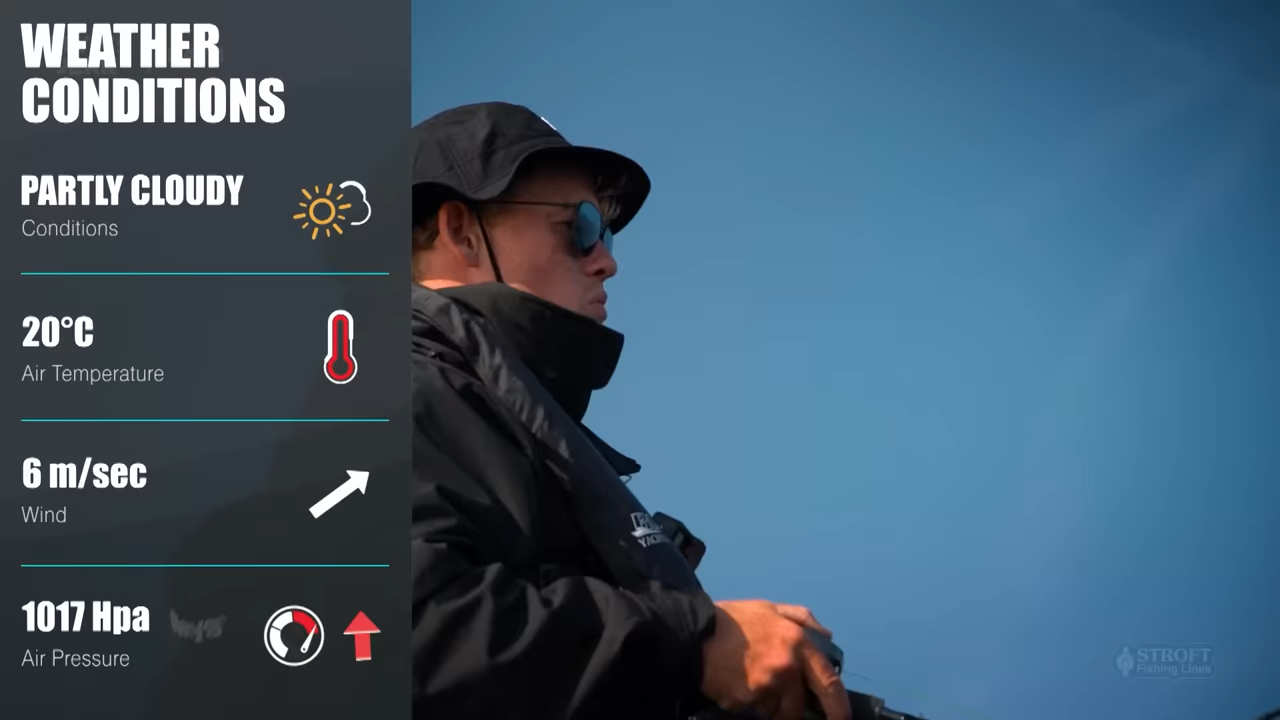 WEATHER
CONDITIONS
PARTLY CLOUDY
Conditions
20°C
Air Temperature
6 m/sec
Wind
1017 Hpa
Air Pressure
STROFT
Fishing Lines